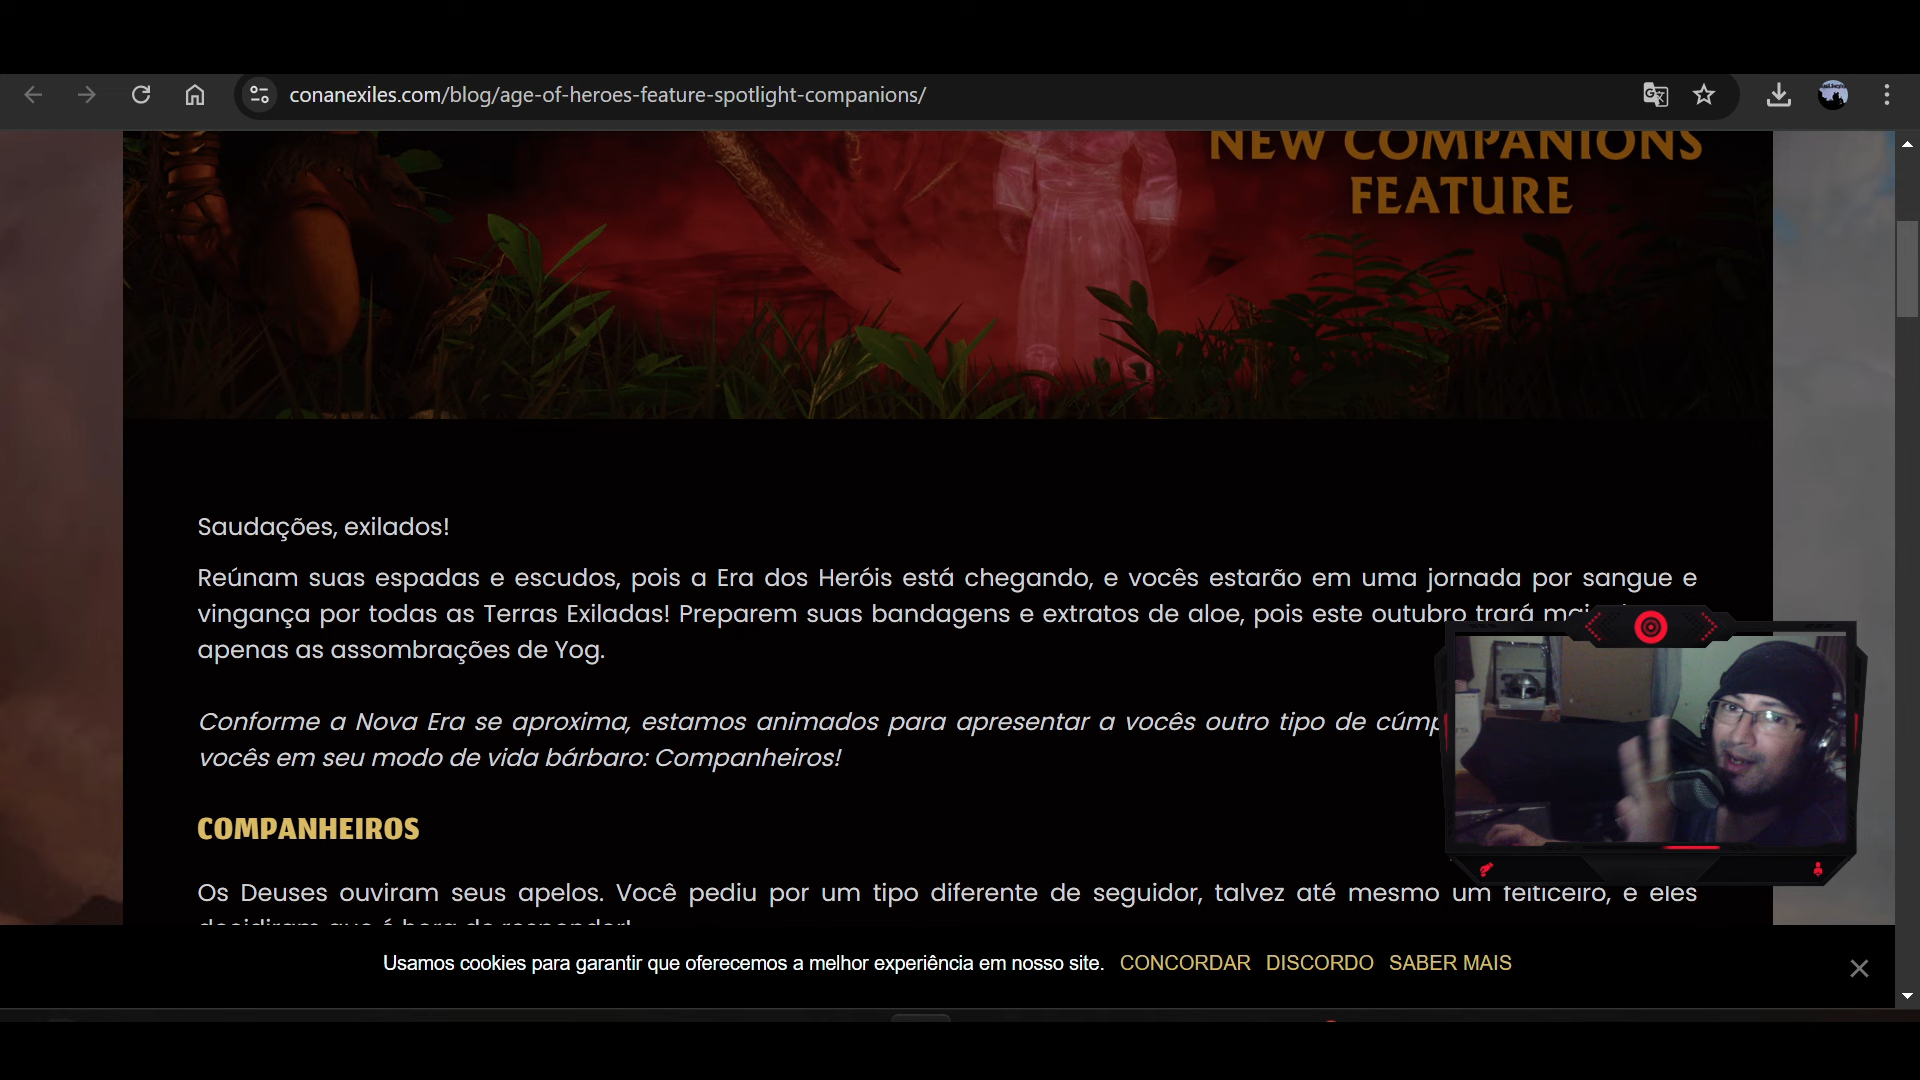 conanexiles.com/blog/age-of-heroes-feature-spotlight-companions/
NEW COMPANIONS
FEATURE
Saudações, exilados!
Reúnam suas espadas e escudos, pois a Era dos Heróis está chegando, e vocês estarão em uma jornada por sangue e
vingança por todas as Terras Exiladas! Preparem suas bandagens e extratos de aloe, pois este outubro trará
apenas as assombrações de Yog.
Conforme a Nova Era se aproxima, estamos animados para apresentar a vocês outro tipo de
vocês em seu modo de vida bárbaro: Companheiros!
COMPANHEIROS
Os Deuses ouviram seus apelos. Você pediu por um tipo diferente de seguidor, talvez até mesmo um feiticeiro, e eles
decidiram que é hora de responder!
Usamos cookies para garantir que oferecemos a melhor experiência em nosso site. CONCORDAR DISCORDO SABER MAIS